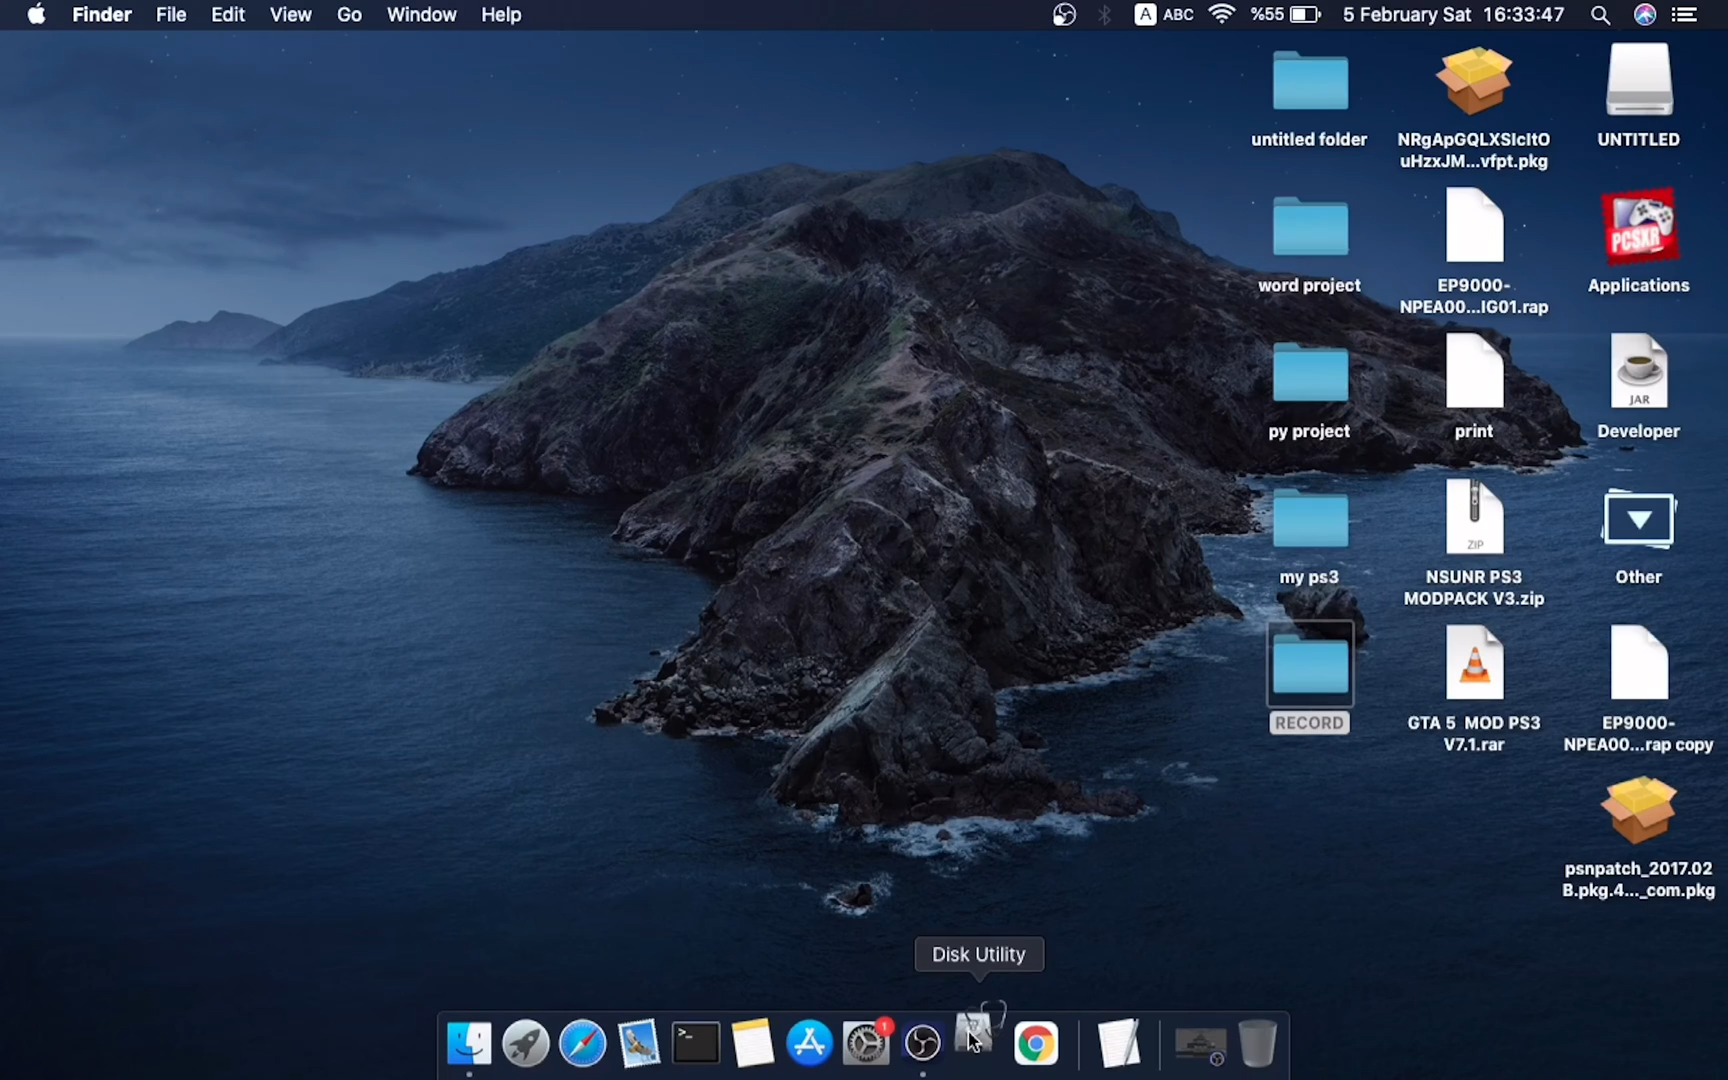 Finder File Edit View Go Window Help
A ABC %55 5 February Sat 16:33:47
untitled folder
NRgApGQLXSIcItO
uHzxJM...vfpt.pkg
UNTITLED
word project
EP9000-
NPEA00...IG01.rap
PCSXR
Applications
py project
print
JAR
Developer
my ps3
ZIP
NSUNR PS3
MODPACK V3.zip
Other
RECORD
GTA 5 MOD PS3
V7.1.rar
EP9000-
NPEA00...rap copy
psnpatch_2017.02
B.pkg.4..._com.pkg
Disk Utility
1